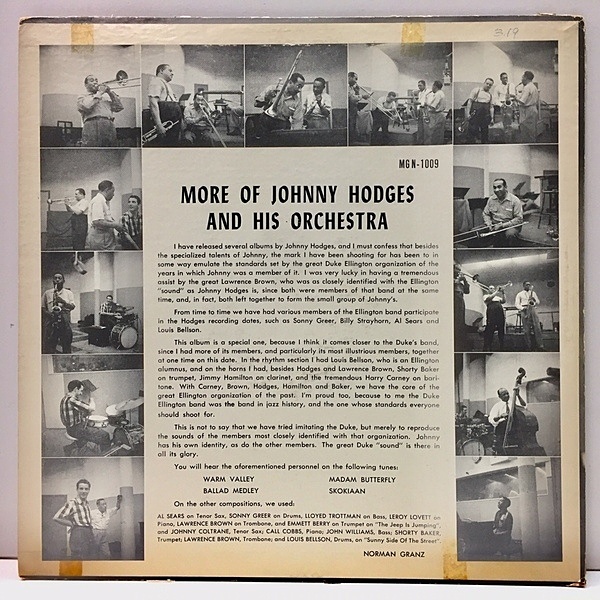 3.19
MGN-1009
MORE OF JOHNNY HODGES
AND HIS ORCHESTRA
I have released several albums by Johnny Hodges, and I must confess that besides
the specialized talents of Johnny, the mark I have been shooting for has been to in
some way emulate the standards set by the great Duke Ellington organization of the
years in which Johnny was a member of it. I was very lucky in having a tremendous
assist by the great Lawrence Brown, who was as closely identified with the Ellington
"sound" as Johnny Hodges is, since both were members of that band at the same
time, and, in fact, both left together to form the small group of Johnny's.
From time to time we have had various members of the Ellington band participate
in the Hodges recording dates, such as Sonny Greer, Billy Strayhorn, Al Sears and
Louis Bellson.
This album is a special one, because I think it comes closer to the Duke's band,
since I had more of its members, and particularly its most illustrious members, together
at one time on this date. In the rhythm section I had Louis Bellson, who is an Ellington
alumnus, and on the horns I had, besides Hodges and Lawrence Brown, Shorty Baker
on trumpet, Jimmy Hamilton on clarinet, and the tremendous Harry Carney on bari-
tone. With Carney, Brown, Hodges, Hamilton and Baker, we have the core of the
great Ellington organization of the past. I'm proud too, because to me the Duke
Ellington band was the band in jazz history, and the one whose standards everyone
should shoot for.
This is not to say that we have tried imitating the Duke, but merely to reproduce
the sounds of the members most closely identified with that organization. Johnny
has his own identity, as do the other members. The great Duke "sound" is there in
all its glory.
You will hear the aforementioned personnel on the following tunes:
WARM VALLEY MADAM BUTTERFLY
BALLAD MEDLEY SKOKIAAN
On the other compositions, we used:
AL SEARS on Tenor Sax, SONNY GREER on Drums, LLOYD TROTTMAN on Bass, LEROY LOVETT on
Piano, LAWRENCE BROWN on Trombone, and EMMETT BERRY on Trumpet on "The Jeep Is Jumping",
and JOHNNY COLTRANE, Tenor Sax; CALL COBBS, Piano; JOHN WILLIAMS, Bass; SHORTY BAKER,
Trumpet; LAWRENCE BROWN, Trombone; and LOUIS BELLSON, Drums, on "Sunny Side Of The Street".
NORMAN GRANZ